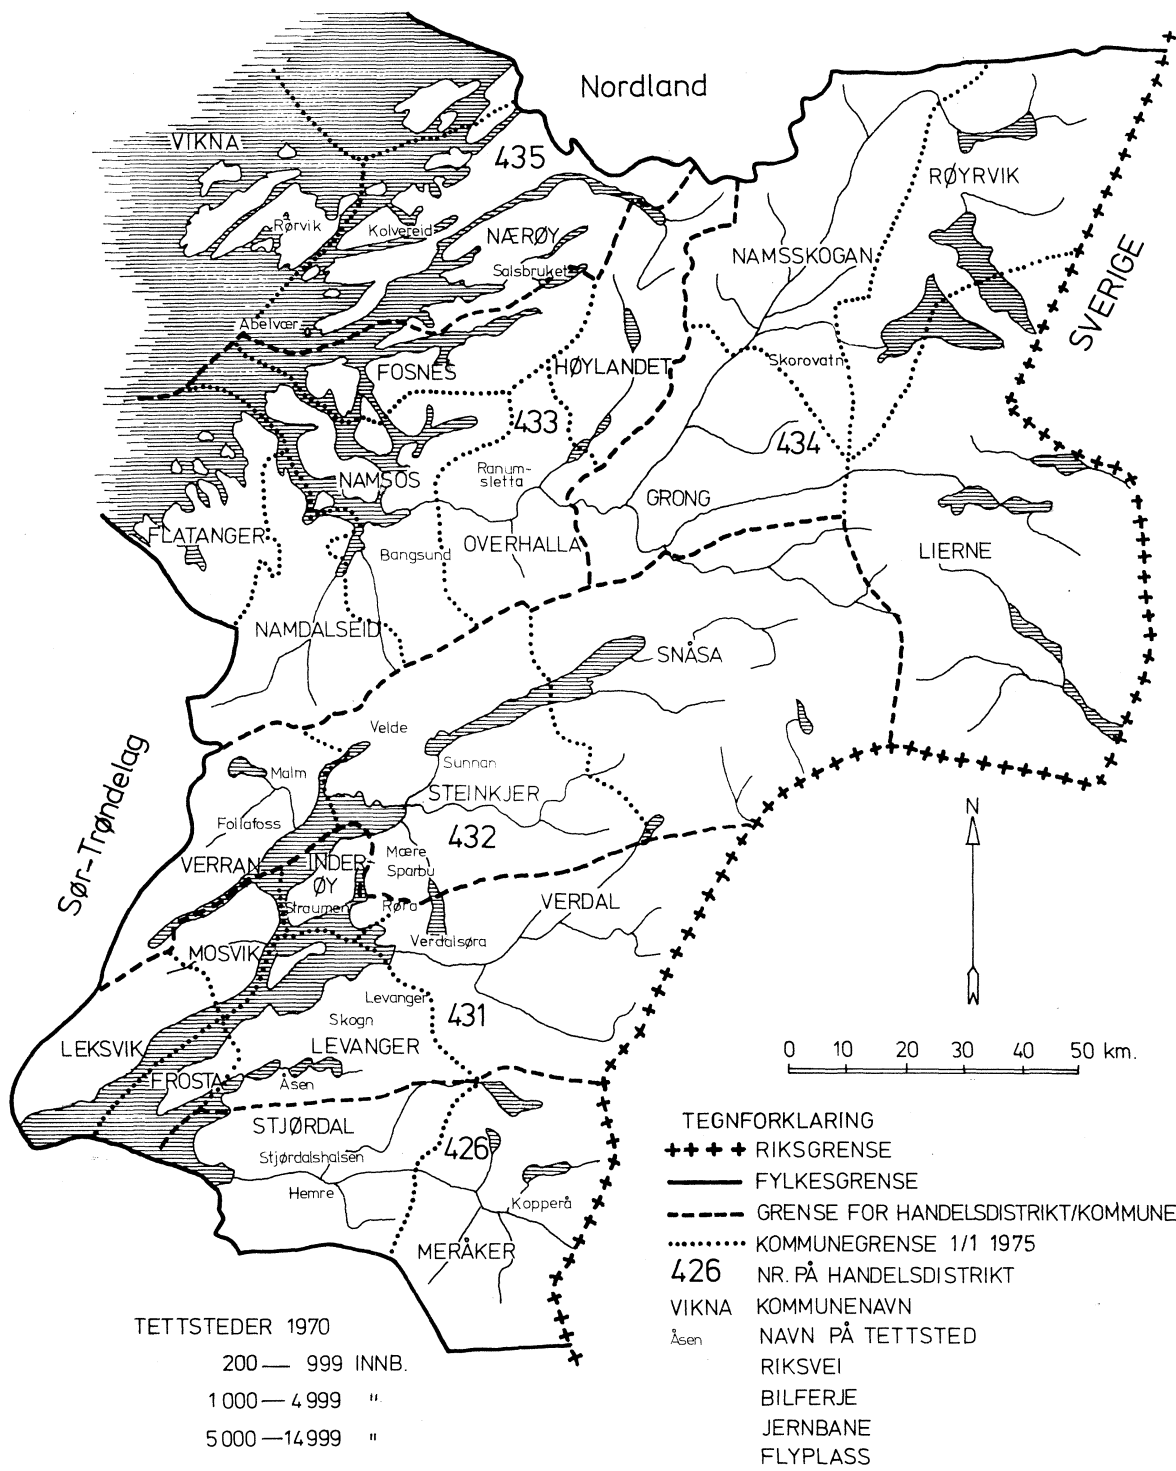 Nordland
VIKNA
435
RØYRVIK
Rørvik
Kolvereid
NÆRØY
NAMSSKOGAN
Salsbruket
SVERIGE
Abelvær
FOSNES
HØYLANDET
Skorovatn
433
434
NAMSOS
Ranum-
sletta
GRONG
FLATANGER
Bangsund
OVERHALLA
LIERNE
NAMDALSEID
SNÅSA
Velde
Sunnan
Malm
STEINKJER
Sør-Trøndelag
Follafoss
432
N
VERRAN
INDER-
ØY
Mære
Sparbu
Straumen
Røra
VERDAL
MOSVIK
Verdalsøra
Levanger
Skogn
431
LEKSVIK
LEVANGER
FROSTA
Åsen
0 10 20 30 40 50 km.
STJØRDAL
426
Stjørdalshalsen
Hemre
Kopperå
MERÅKER
TEGNFORKLARING
RIKSGRENSE
FYLKESGRENSE
GRENSE FOR HANDELSDISTRIKT/KOMMUNE
KOMMUNEGRENSE 1/1 1975
426 NR. PÅ HANDELSDISTRIKT
VIKNA KOMMUNENAVN
Åsen NAVN PÅ TETTSTED
RIKSVEI
BILFERJE
JERNBANE
FLYPLASS
TETTSTEDER 1970
200 — 999 INNB.
1 000 — 4 999 "
5 000 — 14 999 "